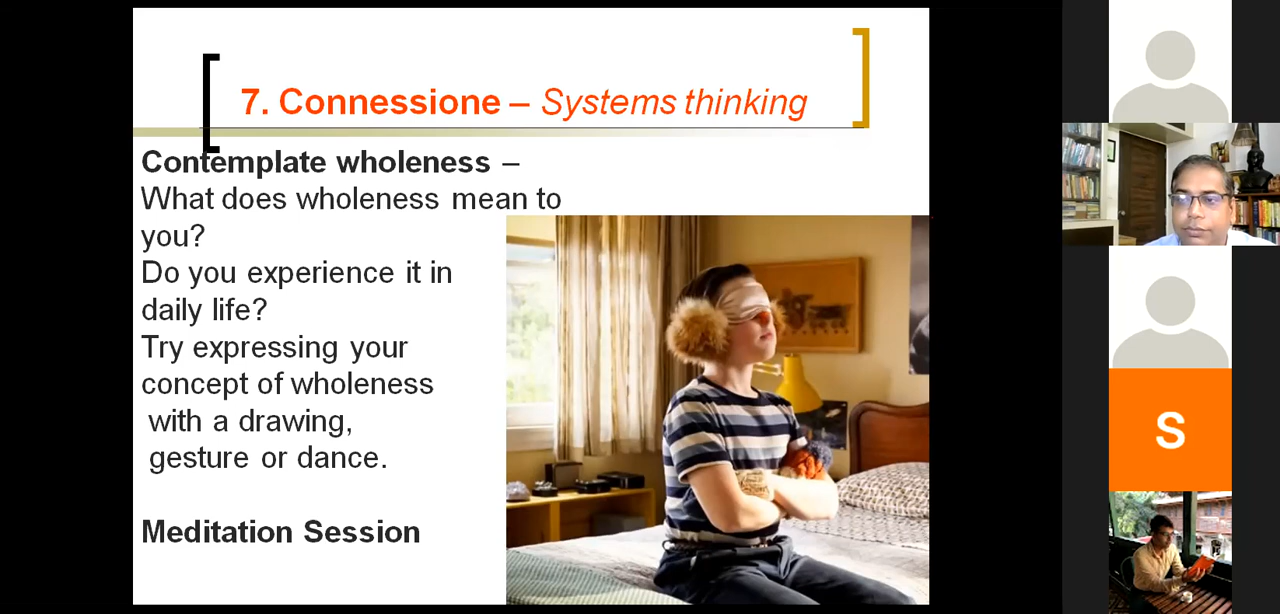 7. Connessione – Systems thinking
Contemplate wholeness –
What does wholeness mean to
you?
Do you experience it in
daily life?
Try expressing your
concept of wholeness
with a drawing,
gesture or dance.
Meditation Session
S